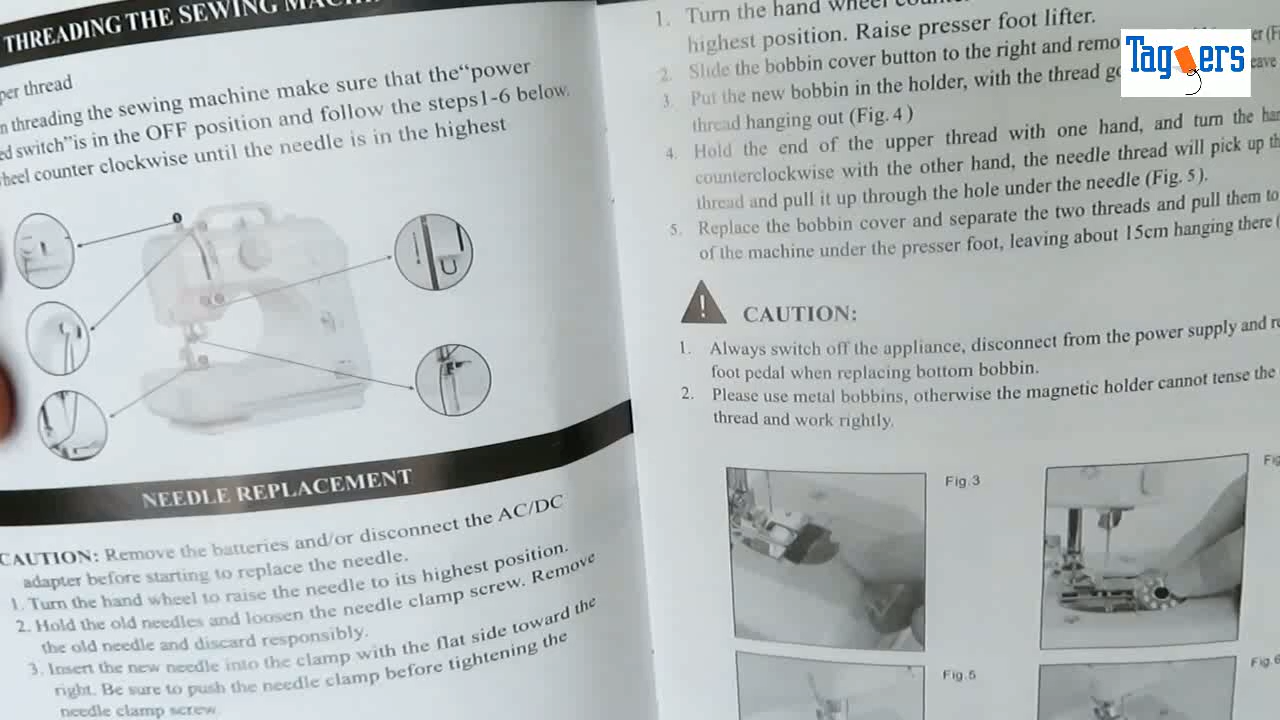 THREADING THE SEWING
per thread
threading the sewing machine make sure that the“power
switch”is in the OFF position and follow the steps1-6 below.
wheel counter clockwise until the needle is in the highest
NEEDLE REPLACEMENT
CAUTION: Remove the batteries and/or disconnect the AC/DC
adapter before starting to replace the needle.
1. Turn the hand wheel to raise the needle to its highest position.
2. Hold the old needles and loosen the needle clamp screw. Remove
the old needle and discard responsibly.
3. Insert the new needle into the clamp with the flat side toward the
right. Be sure to push the needle clamp before tightening the
needle clamp screw.
1. Turn the hand wheel
highest position. Raise presser foot lifter.
2. Slide the bobbin cover button to the right and
3. Put the new bobbin in the holder, with the thread
thread hanging out (Fig. 4)
4. Hold the end of the upper thread with one hand, and turn the
counterclockwise with the other hand, the needle thread will pick up
thread and pull it up through the hole under the needle (Fig. 5).
5. Replace the bobbin cover and separate the two threads and pull them to
of the machine under the presser foot, leaving about 15cm hanging there
CAUTION:
1. Always switch off the appliance, disconnect from the power supply and
foot pedal when replacing bottom bobbin.
2. Please use metal bobbins, otherwise the magnetic holder cannot tense the
thread and work rightly.
Fig.3
Fig.5
Fig.6